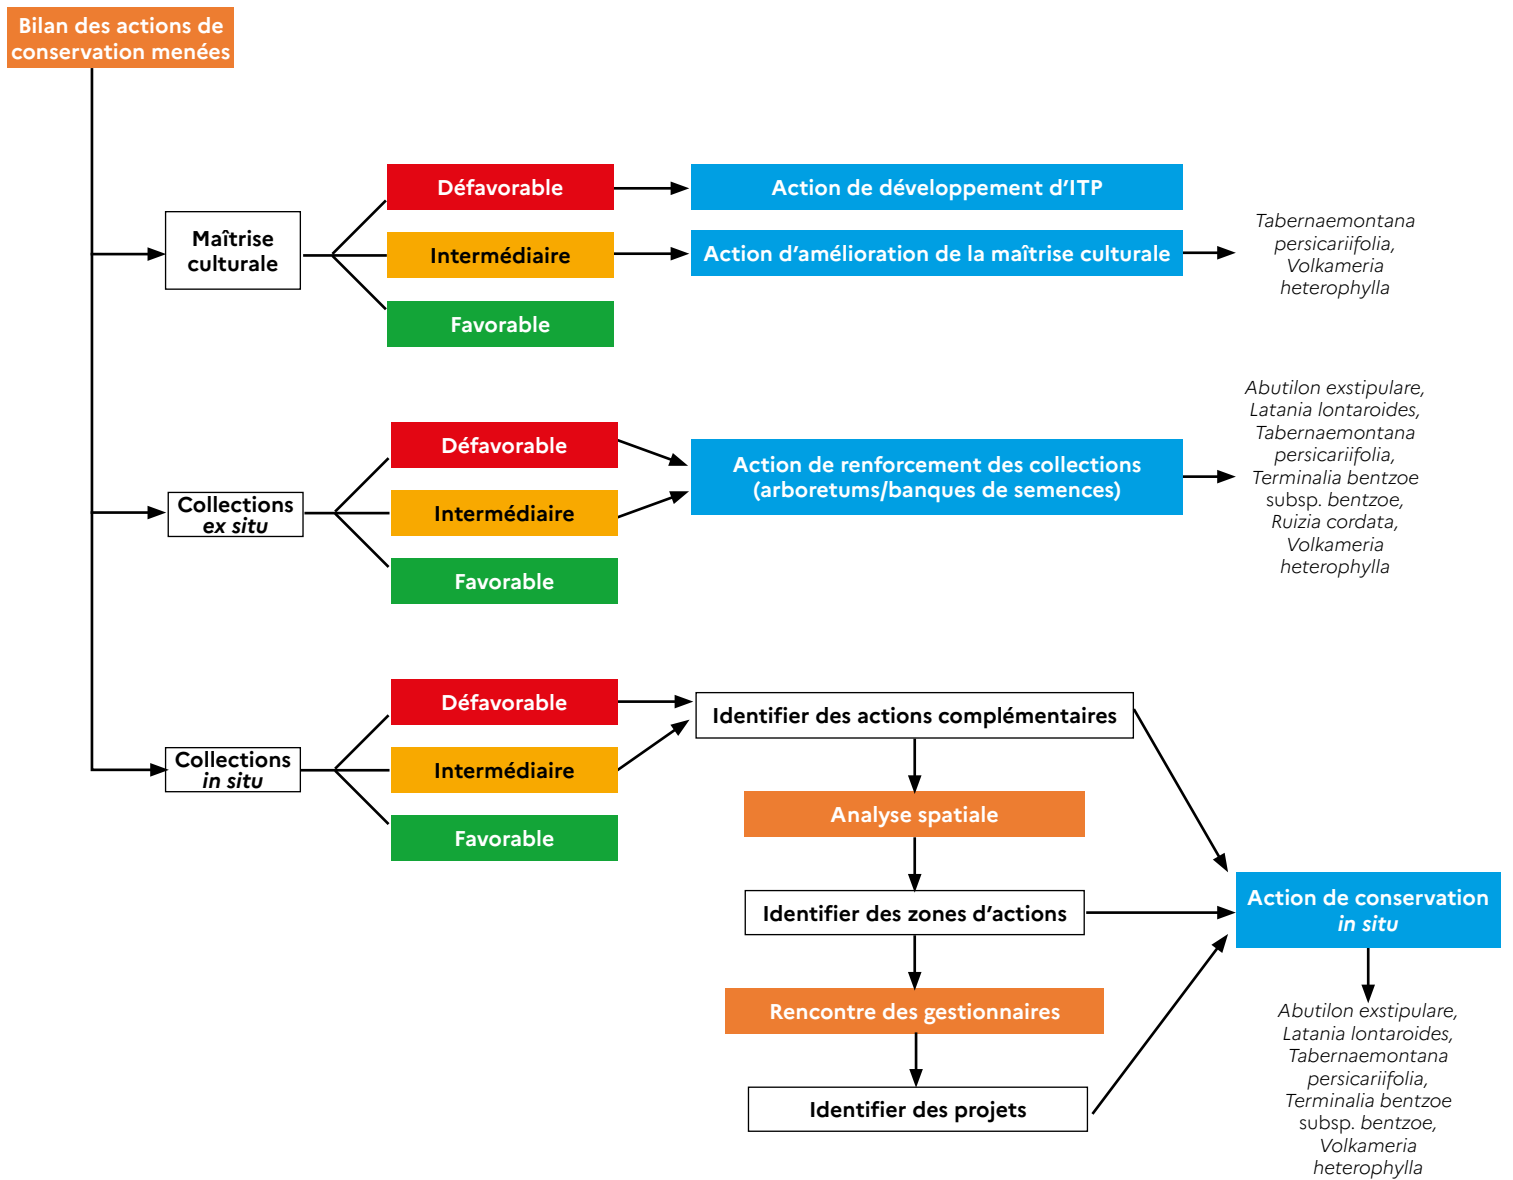 Bilan des actions de
conservation menées
Maîtrise
culturale
Défavorable
Intermédiaire
Favorable
Action de développement d’ITP
Action d’amélioration de la maîtrise culturale
Tabernaemontana
persicariifolia,
Volkameria
heterophylla
Collections
ex situ
Défavorable
Intermédiaire
Favorable
Action de renforcement des collections
(arboretums/banques de semences)
Abutilon exstipulare,
Latania lontaroides,
Tabernaemontana
persicariifolia,
Terminalia bentzoe
subsp. bentzoe,
Ruizia cordata,
Volkameria
heterophylla
Collections
in situ
Défavorable
Intermédiaire
Favorable
Identifier des actions complémentaires
Analyse spatiale
Identifier des zones d’actions
Rencontre des gestionnaires
Identifier des projets
Action de conservation
in situ
Abutilon exstipulare,
Latania lontaroides,
Tabernaemontana
persicariifolia,
Terminalia bentzoe
subsp. bentzoe,
Volkameria
heterophylla